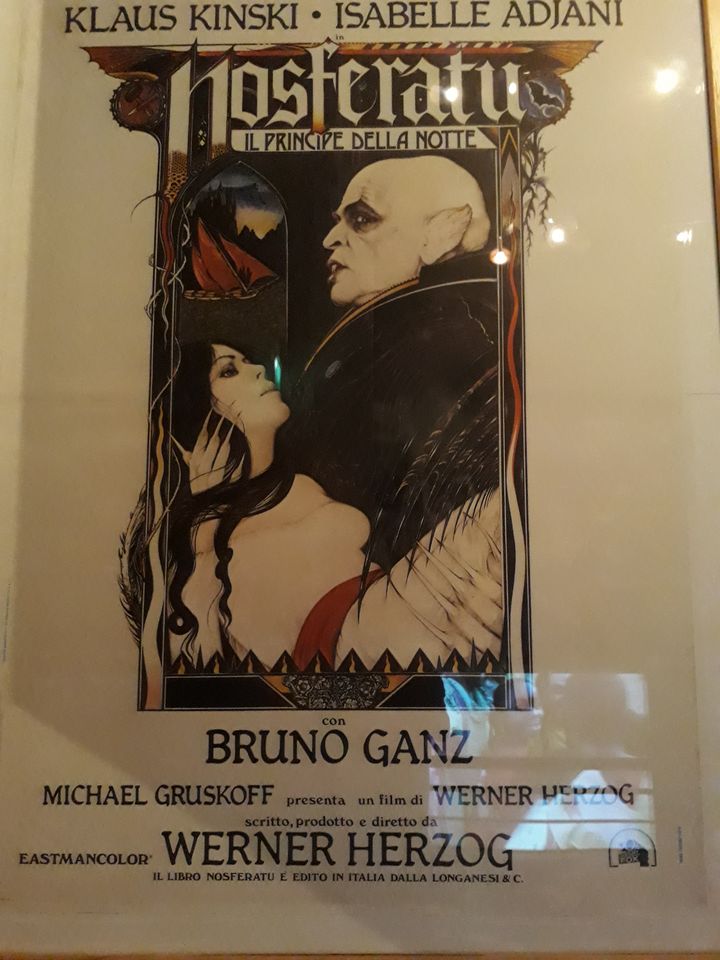 KLAUS KINSKI • ISABELLE ADJANI
in
Nosferatu
IL PRINCIPE DELLA NOTTE
con
BRUNO GANZ
MICHAEL GRUSKOFF presenta un film di WERNER HERZOG
scritto, prodotto e diretto da
EASTMANCOLOR® WERNER HERZOG
IL LIBRO NOSFERATU È EDITO IN ITALIA DALLA LONGANESI & C.